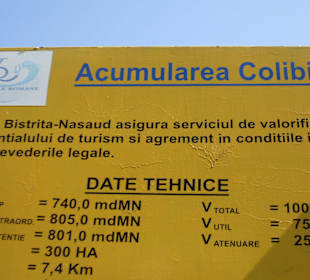 Acumularea Colibi
Bistrita-Nasaud asigura serviciul de valorifi
ntialului de turism si agrement in conditiile i
evederile legale.
DATE TEHNICE
P = 740,0 mdMN
XTRAORD. = 805,0 mdMN
TENTIE = 801,0 mdMN
= 300 HA
= 7,4 Km
V TOTAL = 100
V UTIL = 75
V ATENUARE = 25